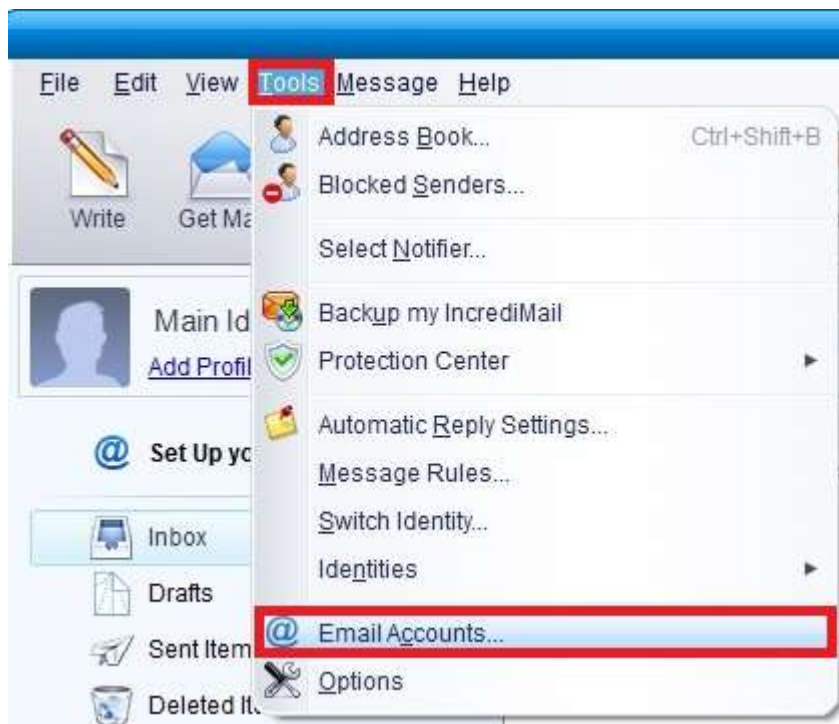 File Edit View Tools Message Help
Address Book... Ctrl+Shift+B
Blocked Senders...
Write Get Ma
Select Notifier...
Main Id
Backup my IncrediMail
Add Profil
Protection Center
Automatic Reply Settings...
@ Set Up yo
Message Rules...
Switch Identity...
Inbox
Identities
Drafts
@ Email Accounts...
Sent Item
Options
Deleted It